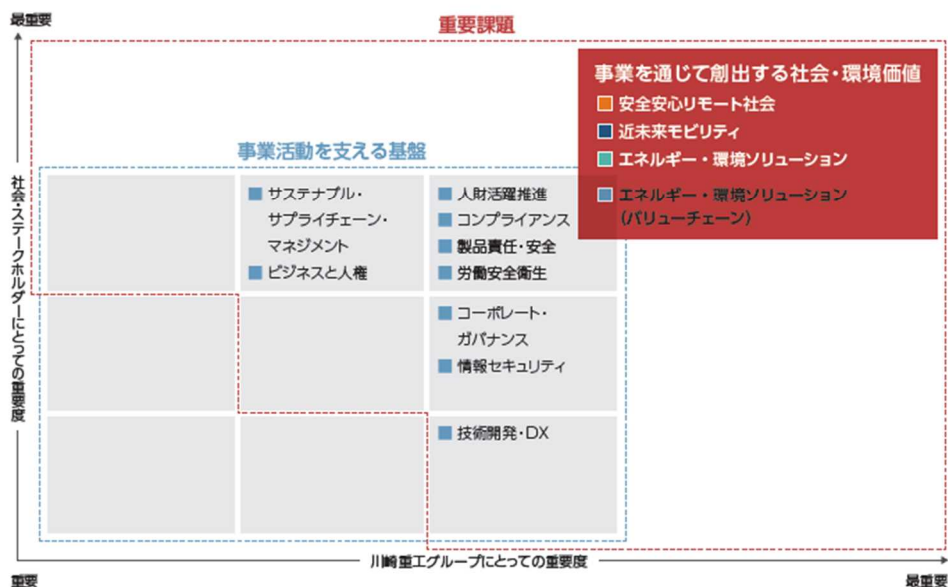 最重要
重要課題
事業を通じて創出する社会・環境価値
安全安心リモート社会
近未来モビリティ
エネルギー・環境ソリューション
エネルギー・環境ソリューション
(バリューチェーン)
事業活動を支える基盤
サステナブル・
サプライチェーン・
マネジメント
ビジネスと人権
人財活躍推進
コンプライアンス
製品責任・安全
労働安全衛生
コーポレート・
ガバナンス
情報セキュリティ
技術開発・DX
社会・ステークホルダーにとっての重要度
川崎重工グループにとっての重要度
重要
最重要